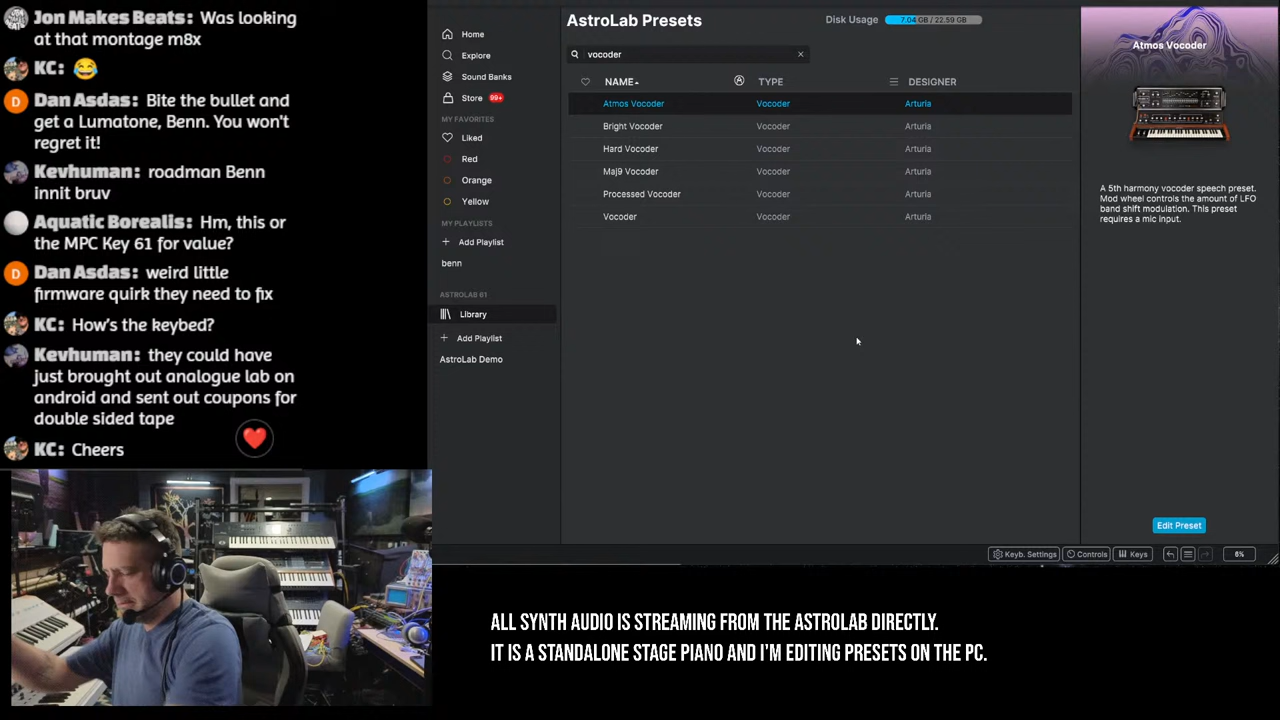 Jon Makes Beats: Was looking
at that montage m8x
KC: 😂
Dan Asdas: Bite the bullet and
get a Lumatone, Benn. You won't
regret it!
Kevhuman: roadman Benn
innit bruv
Aquatic Borealis: Hm, this or
the MPC Key 61 for value?
Dan Asdas: weird little
firmware quirk they need to fix
KC: How's the keybed?
Kevhuman: they could have
just brought out analogue lab on
android and sent out coupons for
double sided tape
KC: Cheers
D
D
Home
Explore
Sound Banks
Store 99+
MY FAVORITES
Liked
Red
Orange
Yellow
MY PLAYLISTS
+ Add Playlist
benn
ASTROLAB 61
Library
+ Add Playlist
AstroLab Demo
AstroLab Presets
Disk Usage 7.04 GB / 22.59 GB
vocoder
NAME TYPE DESIGNER
Atmos Vocoder Vocoder Arturia
Bright Vocoder Vocoder Arturia
Hard Vocoder Vocoder Arturia
Maj9 Vocoder Vocoder Arturia
Processed Vocoder Vocoder Arturia
Vocoder Vocoder Arturia
Atmos Vocoder
A 5th harmony vocoder speech preset.
Mod wheel controls the amount of LFO
band shift modulation. This preset
requires a mic input.
Edit Preset
Keyb. Settings Controls Keys 6%
ALL SYNTH AUDIO IS STREAMING FROM THE ASTROLAB DIRECTLY.
IT IS A STANDALONE STAGE PIANO AND I'M EDITING PRESETS ON THE PC.